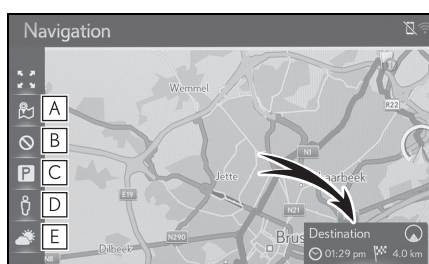 Navigation
Wemmel
R22
A
B
P C
N1
Jette
aarbeek
D
E19
N21
E
N290
Dilbeek
N8
Brus
Destination
01:29 pm 4.0 km